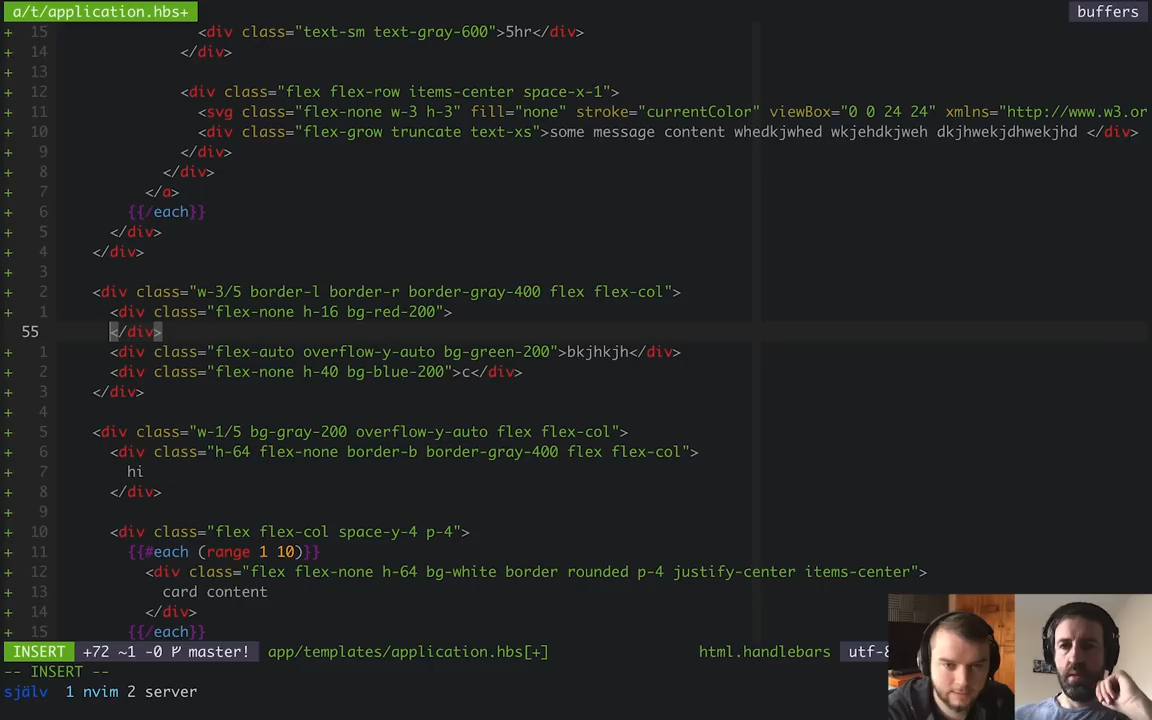 a/t/application.hbs+ buffers
+ 15 <div class="text-sm text-gray-600">5hr</div>
+ 14 </div>
+ 13
+ 12 <div class="flex flex-row items-center space-x-1">
+ 11 <svg class="flex-none w-3 h-3" fill="none" stroke="currentColor" viewBox="0 0 24 24" xmlns="http://www.w3.or
+ 10 <div class="flex-grow truncate text-xs">some message content whedkjwhed wkjehdkjweh dkjhwekjdhwekjhd </div>
+ 9 </div>
+ 8 </div>
+ 7 </a>
+ 6 {{/each}}
+ 5 </div>
+ 4 </div>
+ 3
+ 2 <div class="w-3/5 border-l border-r border-gray-400 flex flex-col">
+ 1 <div class="flex-none h-16 bg-red-200">
55 </div>
+ 1 <div class="flex-auto overflow-y-auto bg-green-200">bkjhkjh</div>
+ 2 <div class="flex-none h-40 bg-blue-200">c</div>
+ 3 </div>
+ 4
+ 5 <div class="w-1/5 bg-gray-200 overflow-y-auto flex flex-col">
+ 6 <div class="h-64 flex-none border-b border-gray-400 flex flex-col">
+ 7 hi
+ 8 </div>
+ 9
+ 10 <div class="flex flex-col space-y-4 p-4">
+ 11 {{#each (range 1 10)}}
+ 12 <div class="flex flex-none h-64 bg-white border rounded p-4 justify-center items-center">
+ 13 card content
+ 14 </div>
+ 15 {{/each}}
INSERT +72 ~1 -0 master! app/templates/application.hbs[+] html.handlebars utf-8
-- INSERT --
själv 1 nvim 2 server